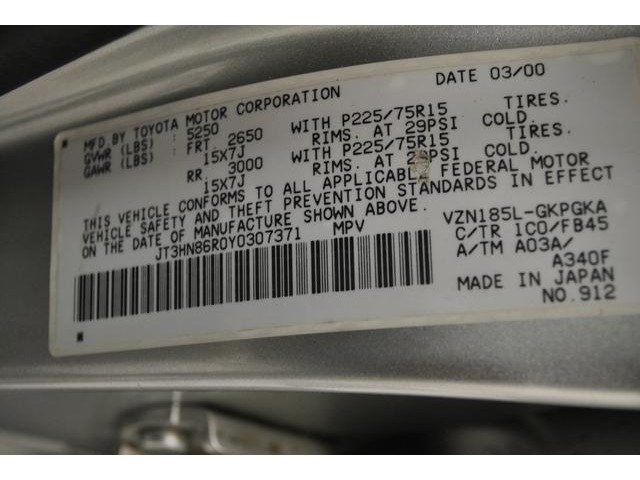 DATE 03/00
MFD BY TOYOTA MOTOR CORPORATION
GVWR (LBS) : 5250 WITH P225/75R15 TIRES.
GAWR (LBS) : FRT. 2650 RIMS. AT 29PSI COLD.
15X7J WITH P225/75R15 TIRES.
RR. 3000 RIMS. AT PSI COLD.
15X7J
THIS VEHICLE CONFORMS TO ALL APPLICABLE FEDERAL MOTOR
VEHICLE SAFETY AND THEFT PREVENTION STANDARDS IN EFFECT
ON THE DATE OF MANUFACTURE SHOWN ABOVE.
JT3HN86R0Y0307371 MPV
VZN185L-GKPGKA
C/TR 1C0/FB45
A/TM A03A/
A340F
MADE IN JAPAN
NO.912